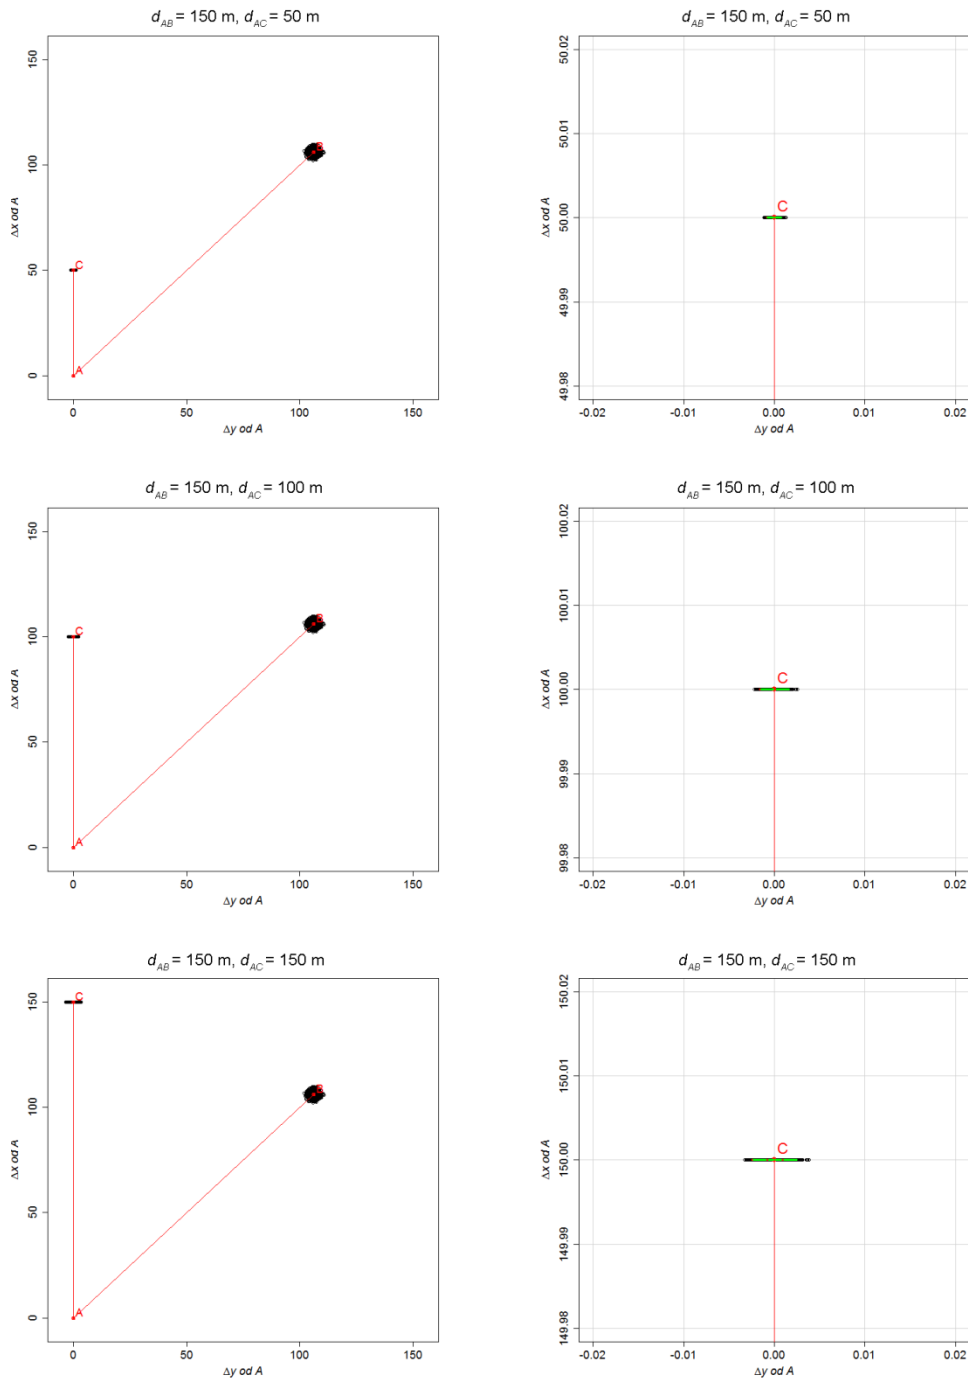 d_AB = 150 m, d_AC = 50 m
150
100
50
0
Δx od A
B
C
A
0 50 100 150
Δy od A
d_AB = 150 m, d_AC = 50 m
50.02
50.01
50.00
49.99
49.98
Δx od A
C
-0.02 -0.01 0.00 0.01 0.02
Δy od A
d_AB = 150 m, d_AC = 100 m
150
100
50
0
Δx od A
B
C
A
0 50 100 150
Δy od A
d_AB = 150 m, d_AC = 100 m
100.02
100.01
100.00
99.99
99.98
Δx od A
C
-0.02 -0.01 0.00 0.01 0.02
Δy od A
d_AB = 150 m, d_AC = 150 m
150
100
50
0
Δx od A
C
B
A
0 50 100 150
Δy od A
d_AB = 150 m, d_AC = 150 m
150.02
150.01
150.00
149.99
149.98
Δx od A
C
-0.02 -0.01 0.00 0.01 0.02
Δy od A